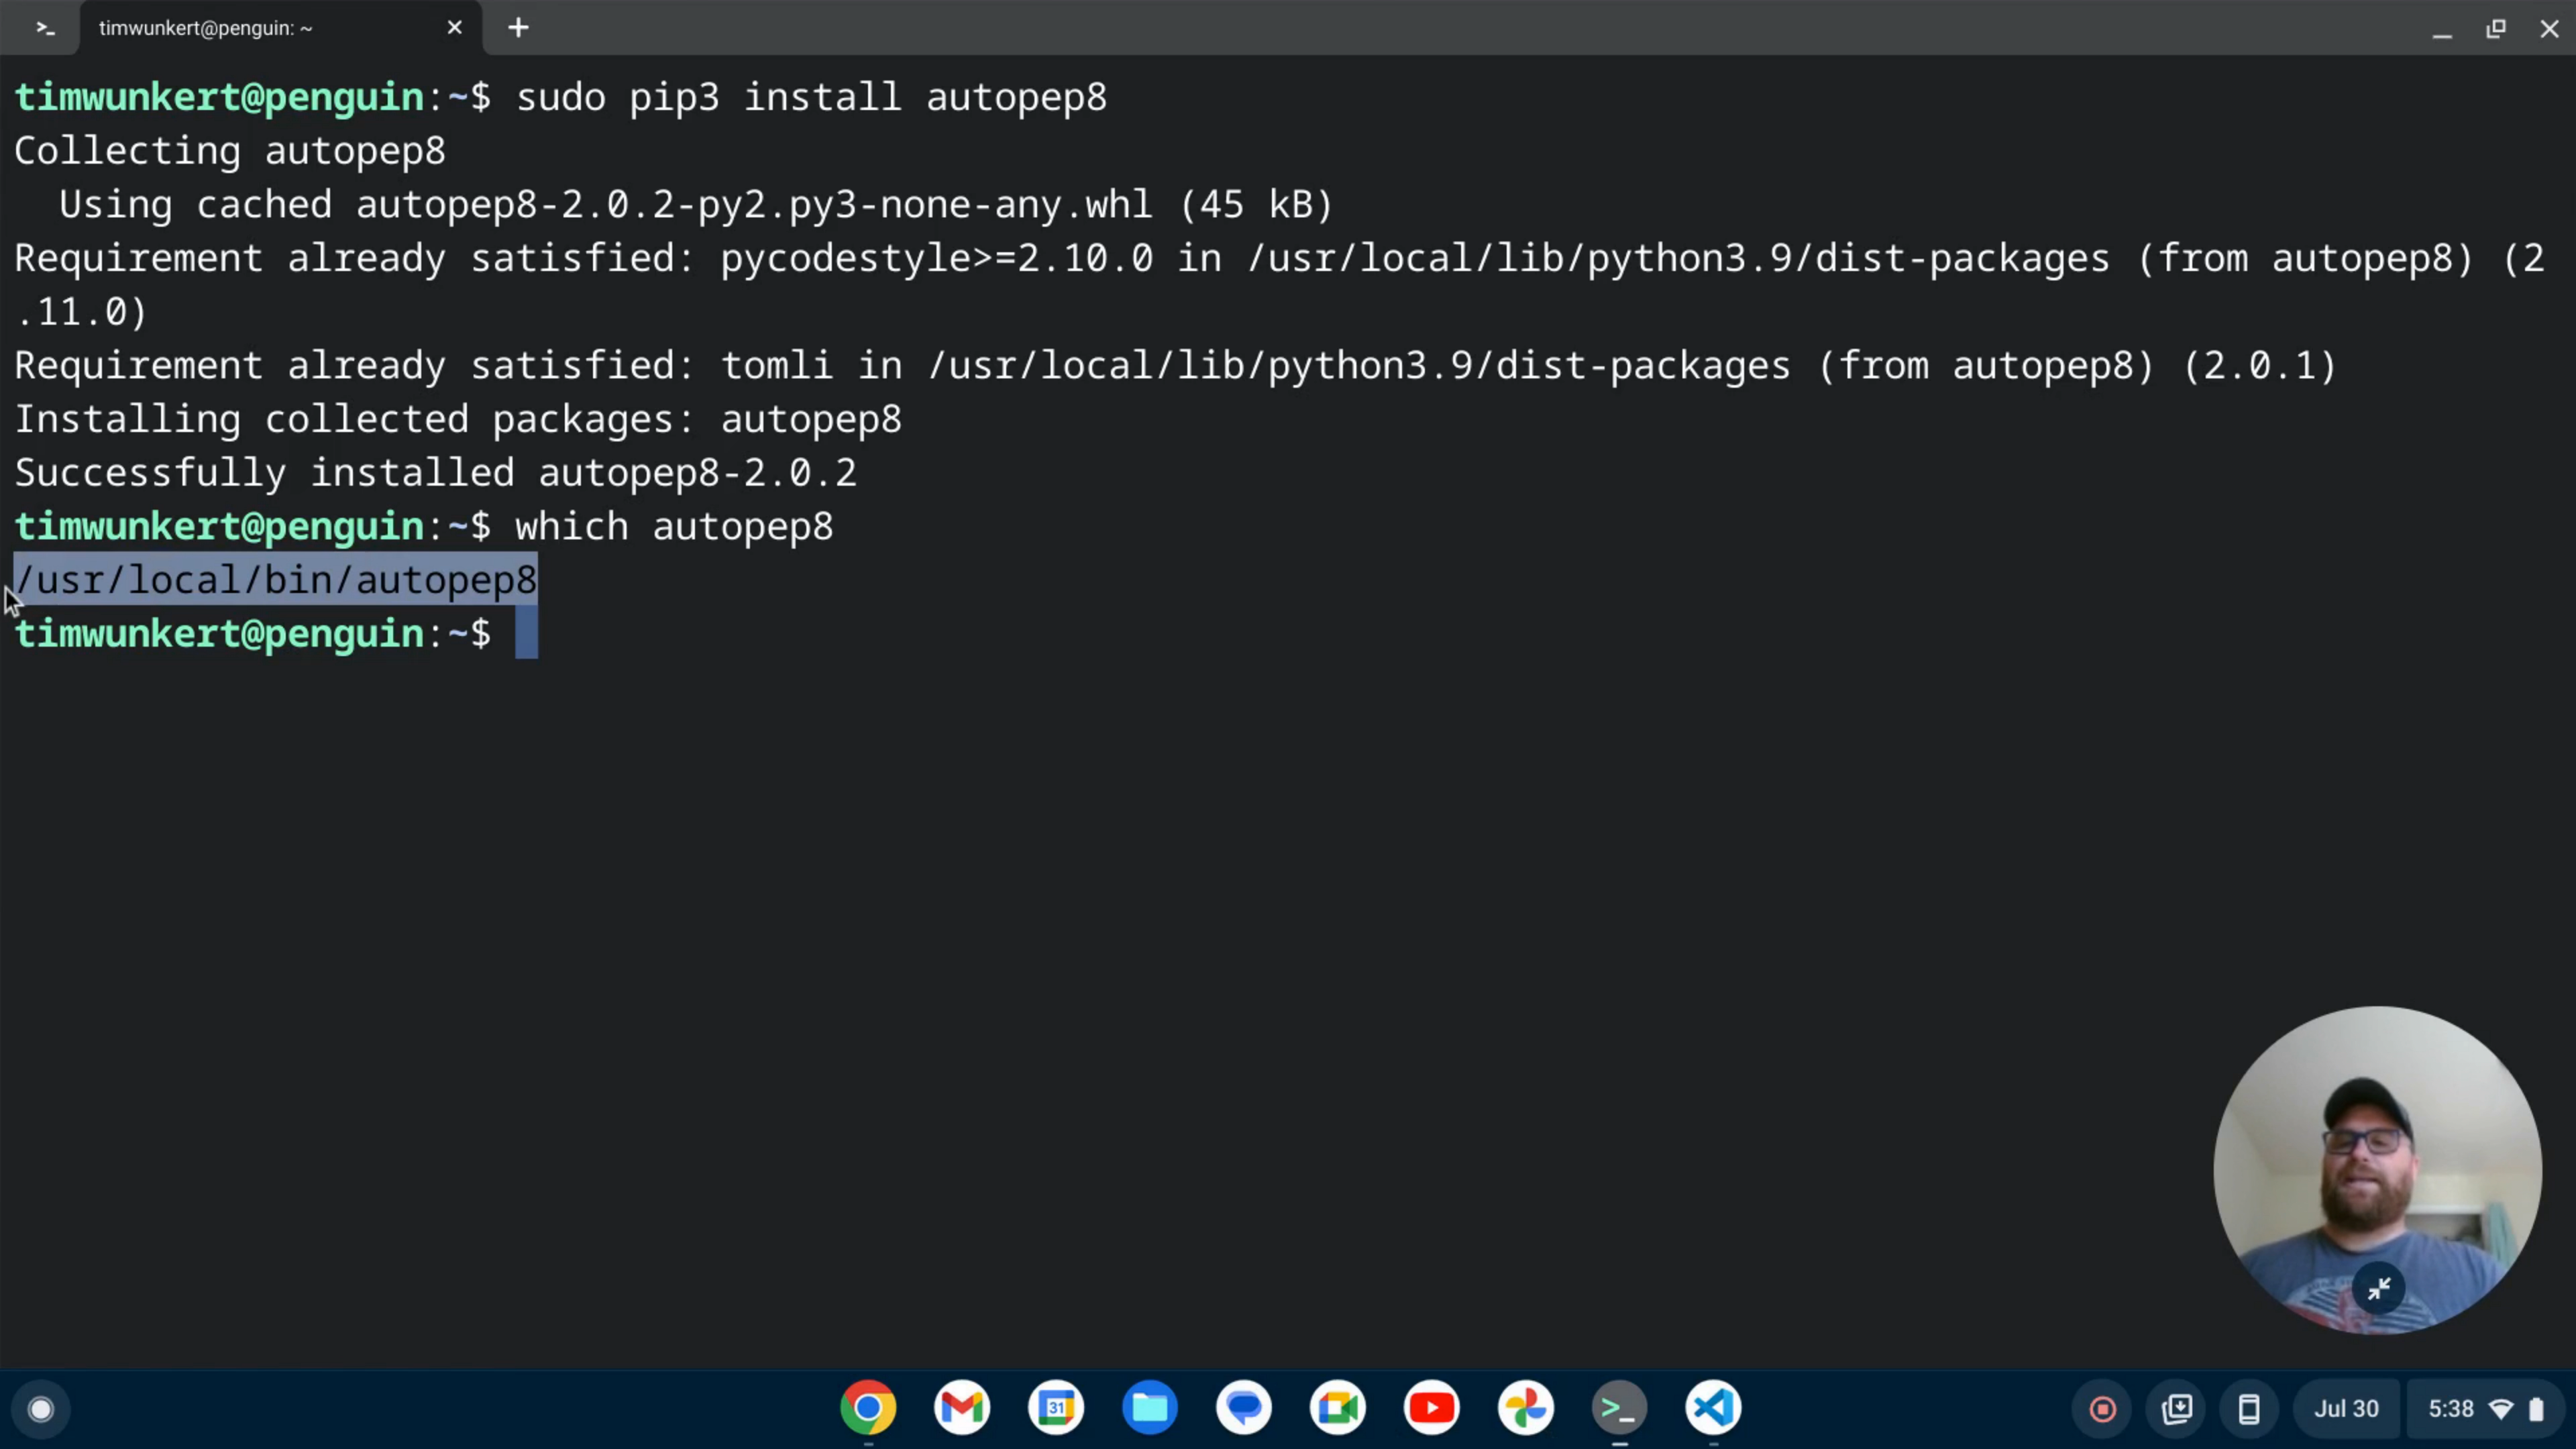 >_ timwunkert@penguin: ~ × +
timwunkert@penguin:~$ sudo pip3 install autopep8
Collecting autopep8
  Using cached autopep8-2.0.2-py2.py3-none-any.whl (45 kB)
Requirement already satisfied: pycodestyle>=2.10.0 in /usr/local/lib/python3.9/dist-packages (from autopep8) (2
.11.0)
Requirement already satisfied: tomli in /usr/local/lib/python3.9/dist-packages (from autopep8) (2.0.1)
Installing collected packages: autopep8
Successfully installed autopep8-2.0.2
timwunkert@penguin:~$ which autopep8
/usr/local/bin/autopep8
timwunkert@penguin:~$
31
>_
Jul 30 5:38